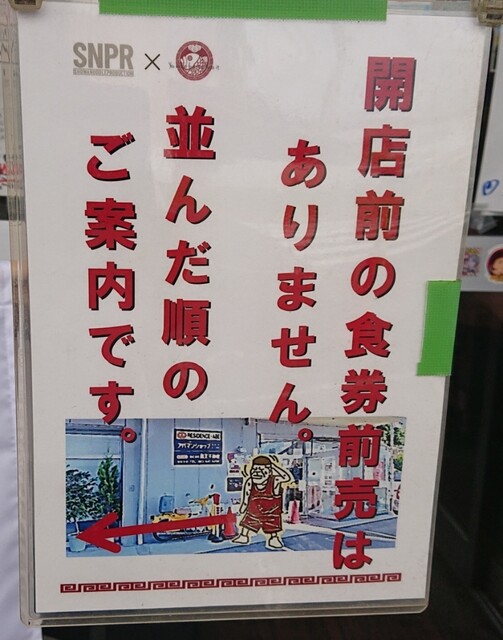 SNPR
開店前の食券前売は
ありません。
並んだ順の
ご案内です。
RESIDENCE